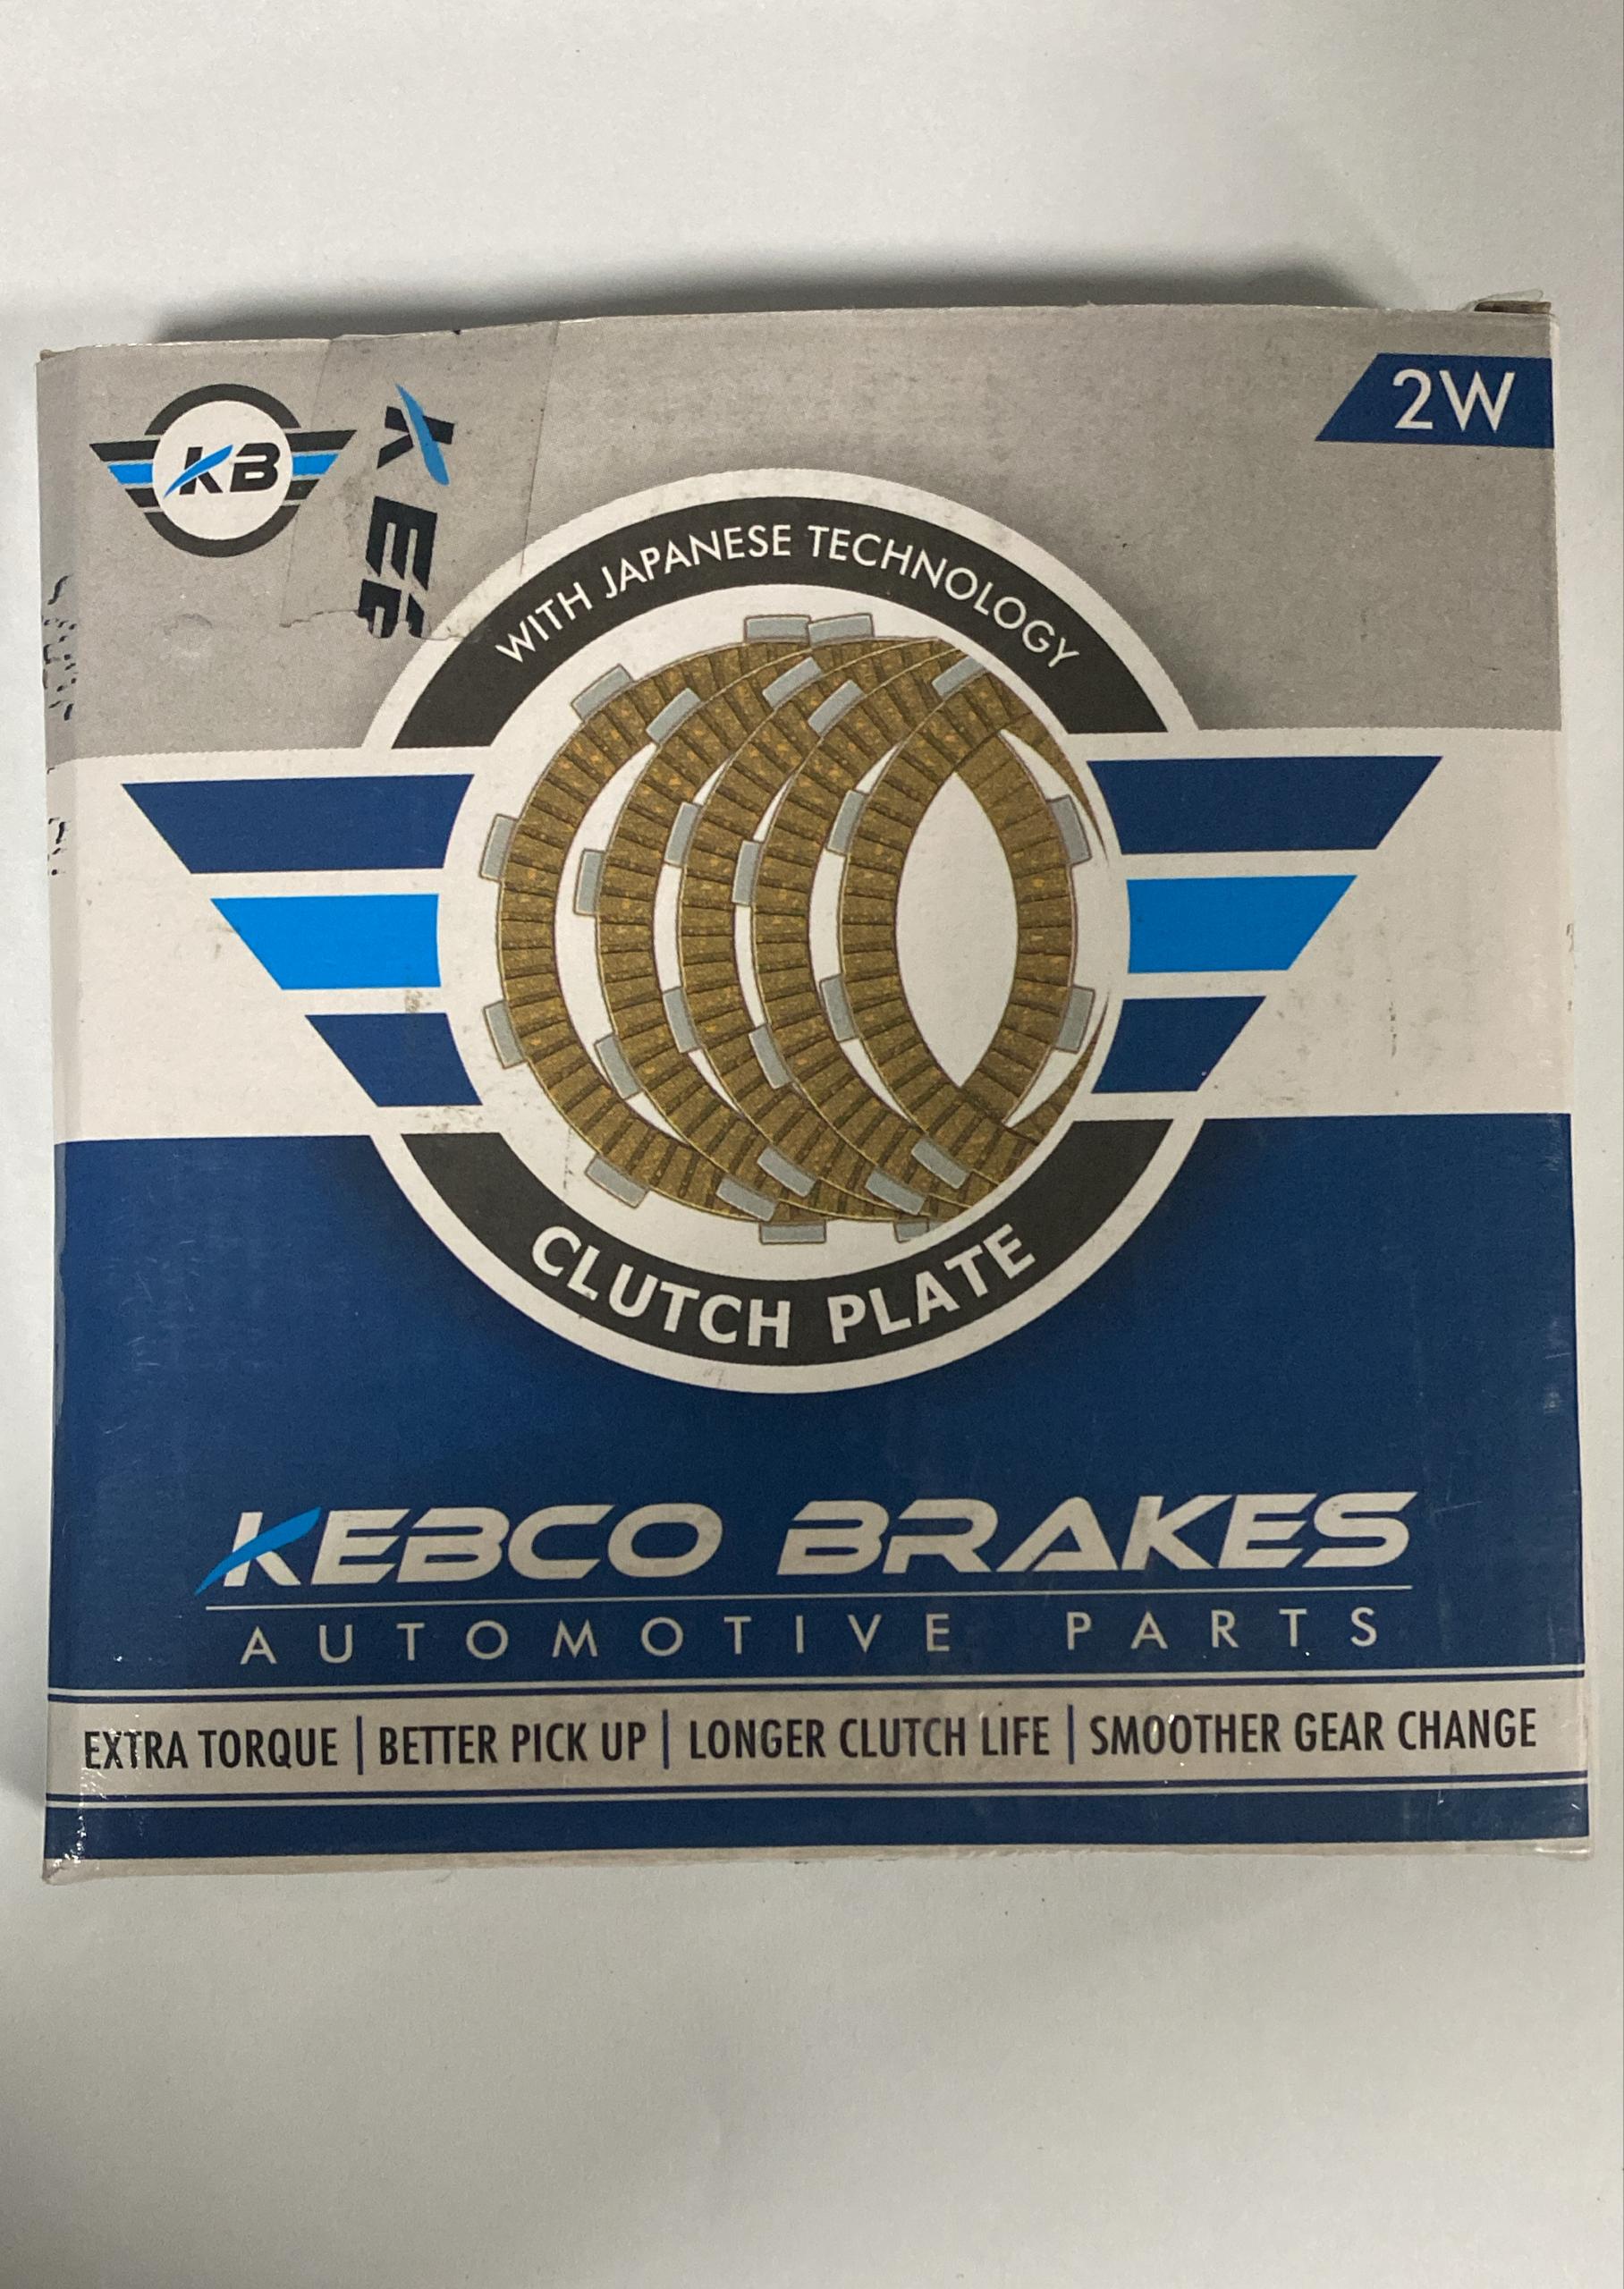 KB
KEB
2W
WITH JAPANESE TECHNOLOGY
CLUTCH PLATE
KEBCO BRAKES
AUTOMOTIVE PARTS
EXTRA TORQUE | BETTER PICK UP | LONGER CLUTCH LIFE | SMOOTHER GEAR CHANGE